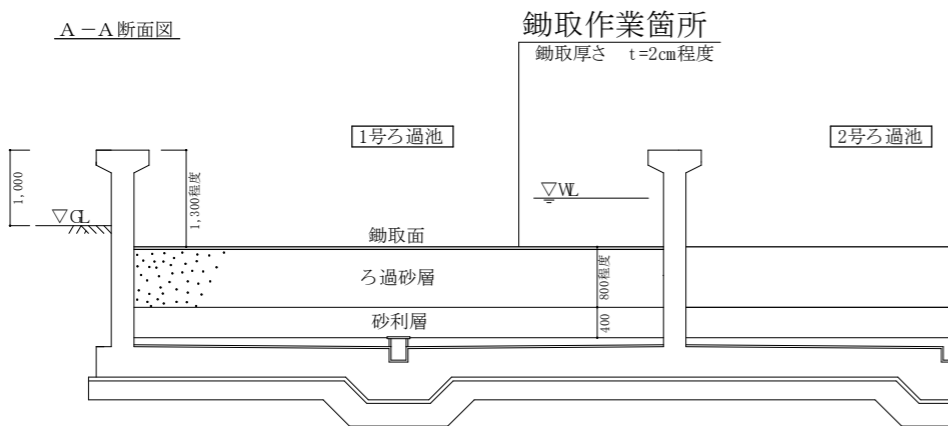 A-A断面図
鋤取作業箇所
鋤取厚さ t=2cm程度
1号ろ過池
2号ろ過池
1,000
1,300程度
▽GL
▽WL
鋤取面
ろ過砂層
800程度
砂利層
400